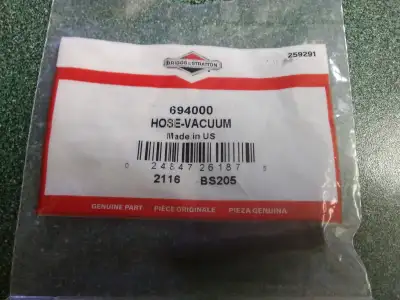 259291
BRIGGS & STRATTON
694000
HOSE-VACUUM
Made in US
0 24847 26187 5
2116 BS205
GENUINE PART PIÈCE ORIGINALE PIEZA GENUINA